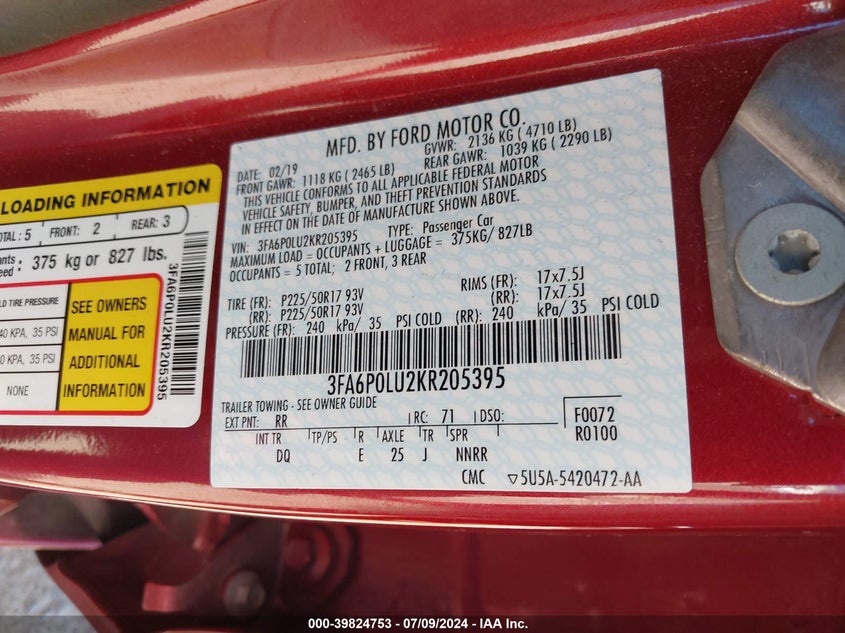 LOADING INFORMATION
TOTAL: 5 FRONT: 2 REAR: 3
375 kg or 827 lbs.
TIRE PRESSURE
40 KPA, 35 PSI
0 KPA, 35 PSI
NONE
SEE OWNERS
MANUAL FOR
ADDITIONAL
INFORMATION
3FA6P0LU2KR205395
MFD. BY FORD MOTOR CO.
DATE: 02/19 GVWR: 2136 KG (4710 LB)
FRONT GAWR: 1118 KG (2465 LB) REAR GAWR: 1039 KG (2290 LB)
THIS VEHICLE CONFORMS TO ALL APPLICABLE FEDERAL MOTOR
VEHICLE SAFETY, BUMPER, AND THEFT PREVENTION STANDARDS
IN EFFECT ON THE DATE OF MANUFACTURE SHOWN ABOVE.
VIN: 3FA6P0LU2KR205395 TYPE: Passenger Car
MAXIMUM LOAD = OCCUPANTS + LUGGAGE = 375KG/ 827LB
OCCUPANTS = 5 TOTAL; 2 FRONT, 3 REAR
TIRE (FR): P225/50R17 93V RIMS (FR): 17x7.5J
(RR): P225/50R17 93V (RR): 17x7.5J
PRESSURE (FR): 240 kPa/ 35 PSI COLD (RR): 240 kPa/ 35 PSI COLD
3FA6P0LU2KR205395
TRAILER TOWING - SEE OWNER GUIDE
EXT PNT: RR RC: 71 DSO: F0072
INT TR TP/PS R AXLE TR SPR R0100
DQ E 25 J NNRR
CMC ▽5U5A-5420472-AA
000-39824753 - 07/09/2024 - IAA Inc.